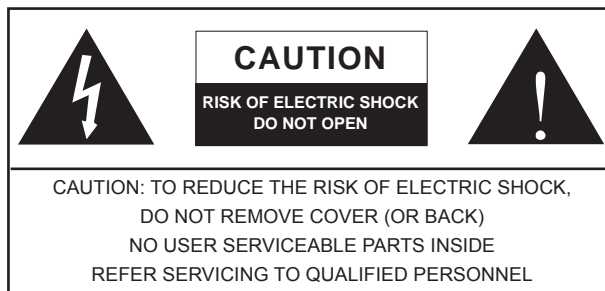 CAUTION
RISK OF ELECTRIC SHOCK
DO NOT OPEN
!
CAUTION: TO REDUCE THE RISK OF ELECTRIC SHOCK,
DO NOT REMOVE COVER (OR BACK)
NO USER SERVICEABLE PARTS INSIDE
REFER SERVICING TO QUALIFIED PERSONNEL